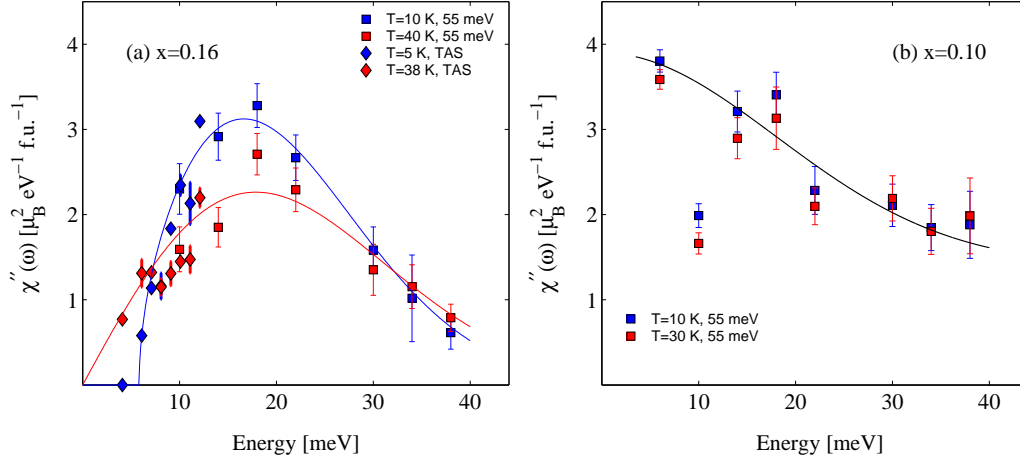 (a) x=0.16
T=10 K, 55 meV
T=40 K, 55 meV
T=5 K, TAS
T=38 K, TAS
4
3
2
1
10
20
30
40
Energy [meV]
χ′′(ω) [μ_B^2 eV^−1 f.u.^−1]
(b) x=0.10
T=10 K, 55 meV
T=30 K, 55 meV
4
3
2
1
10
20
30
40
Energy [meV]
χ′′(ω) [μ_B^2 eV^−1 f.u.^−1]